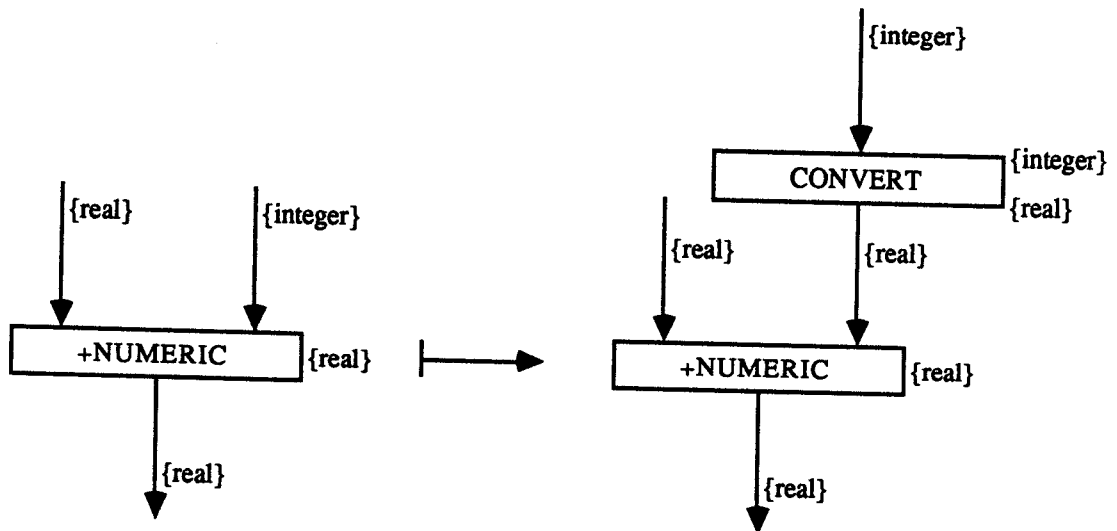 {real}
{integer}
+NUMERIC
{real}
{real}
{integer}
CONVERT
{integer}
{real}
{real}
{real}
+NUMERIC
{real}
{real}